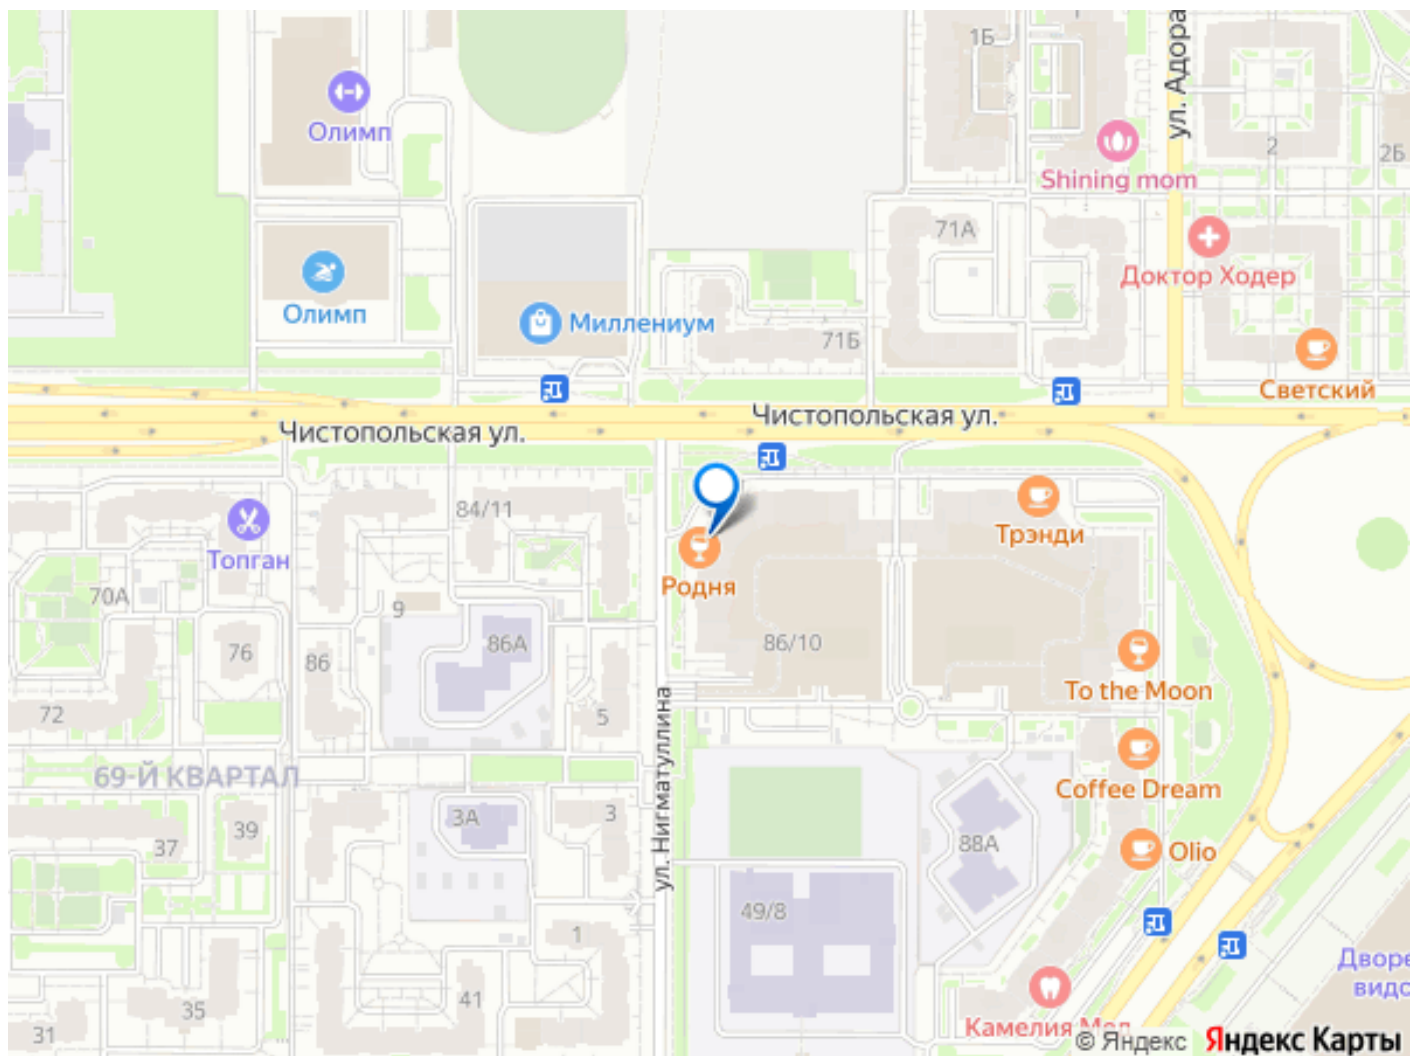 1Б
ул. Адора
Олимп
2
2Б
Shining mom
71А
Доктор Ходер
Олимп
Миллениум
71Б
Светский
Чистопольская ул.
Чистопольская ул.
84/11
Трэнди
Топган
Родня
70А
9
76
86
86А
86/10
To the Moon
72
5
ул. Нигматуллина
69-Й КВАРТАЛ
Coffee Dream
39
3А
3
37
88А
Olio
49/8
1
Дворе
видс
41
35
31
Камелия Мед
© Яндекс Яндекс Карты